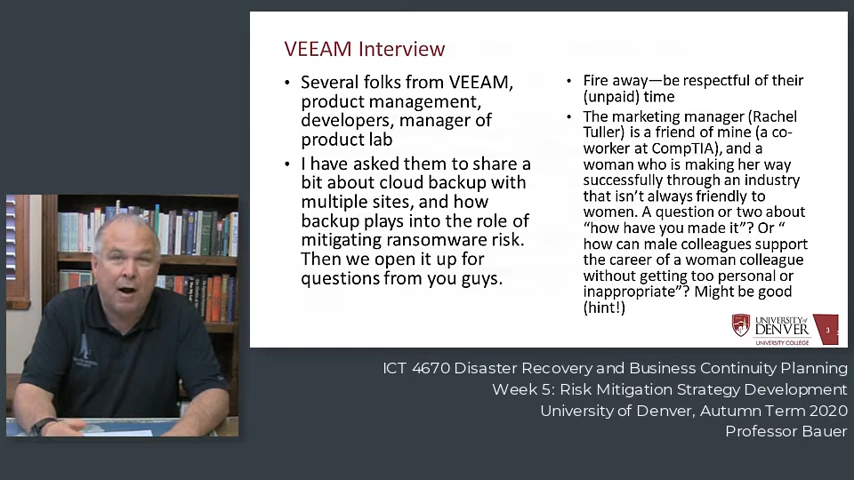 VEEAM Interview
• Several folks from VEEAM,
product management,
developers, manager of
product lab
• I have asked them to share a
bit about cloud backup with
multiple sites, and how
backup plays into the role of
mitigating ransomware risk.
Then we open it up for
questions from you guys.
• Fire away—be respectful of their
(unpaid) time
• The marketing manager (Rachel
Tuller) is a friend of mine (a co-
worker at CompTIA), and a
woman who is making her way
successfully through an industry
that isn't always friendly to
women. A question or two about
"how have you made it"? Or "
how can male colleagues support
the career of a woman colleague
without getting too personal or
inappropriate"? Might be good
(hint!)
UNIVERSITY of
DENVER
UNIVERSITY COLLEGE
3
ICT 4670 Disaster Recovery and Business Continuity Planning
Week 5: Risk Mitigation Strategy Development
University of Denver, Autumn Term 2020
Professor Bauer